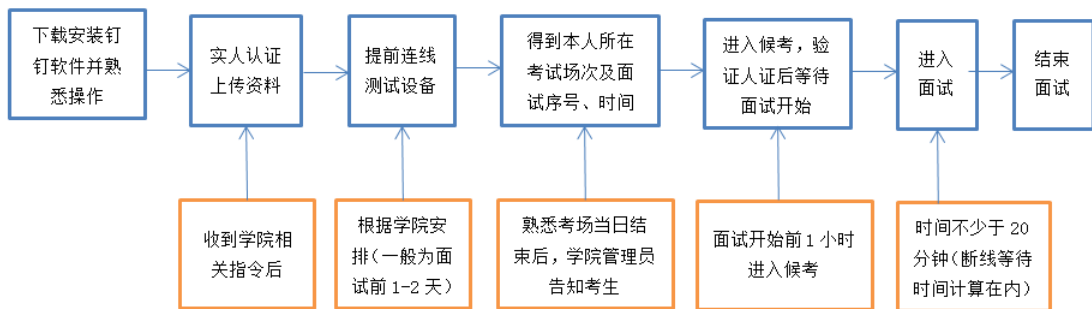 下载安装钉
钉软件并熟
悉操作
实人认证
上传资料
提前连线
测试设备
得到本人所在
考试场次及面
试序号、时间
进入候考，验
证人证后等待
面试开始
进入
面试
结束
面试
收到学院相
关指令后
根据学院安
排（一般为面
试前1-2天）
熟悉考场当日结
束后，学院管理员
告知考生
面试开始前1小时
进入候考
时间不少于20
分钟（断线等待
时间计算在内）